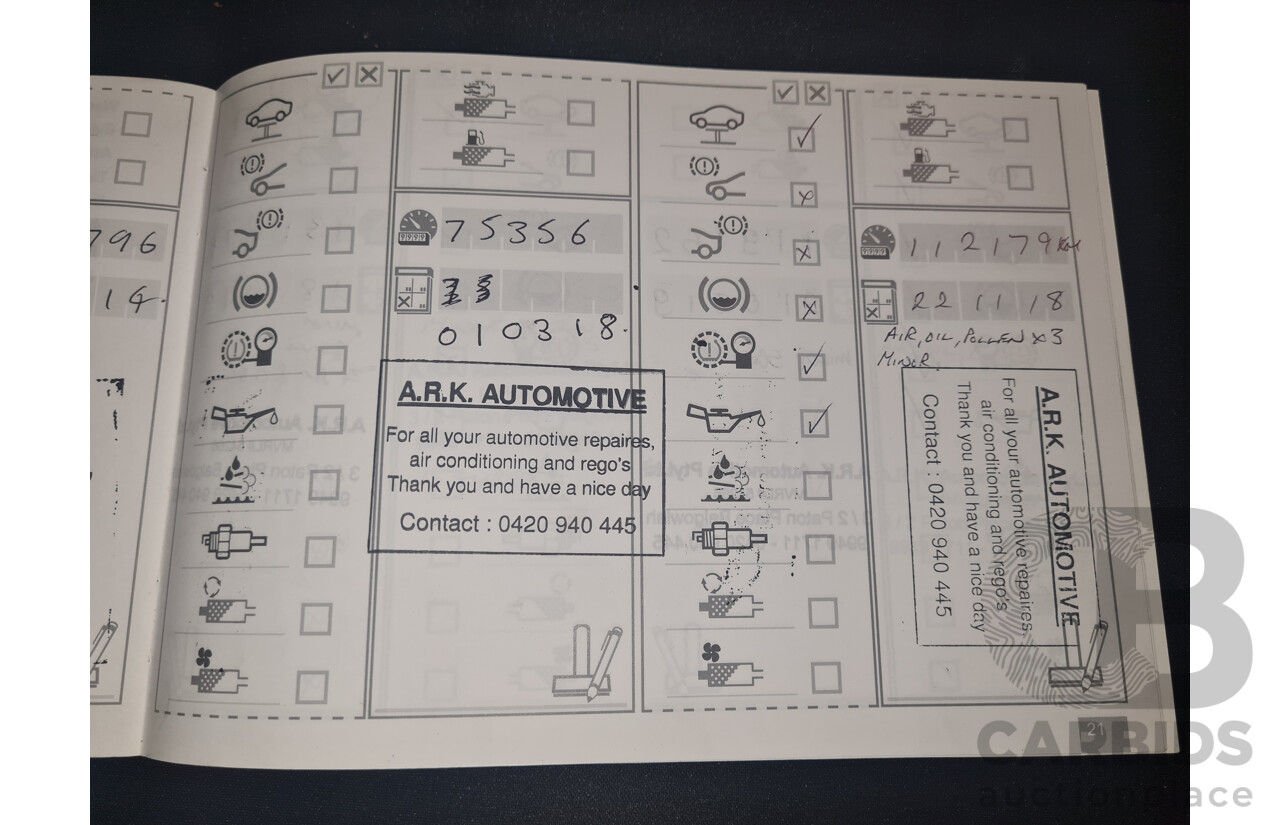 796
14.
75356
010318.
A.R.K. AUTOMOTIVE
For all your automotive repaires,
air conditioning and rego's
Thank you and have a nice day
Contact : 0420 940 445
112179
22 11 18
AIR, OIL, POLLEN x3
MINOR.
A.R.K. AUTOMOTIVE
For all your automotive repaires,
air conditioning and rego's
Thank you and have a nice day
Contact : 0420 940 445
21
CARBIDS
auctionplace